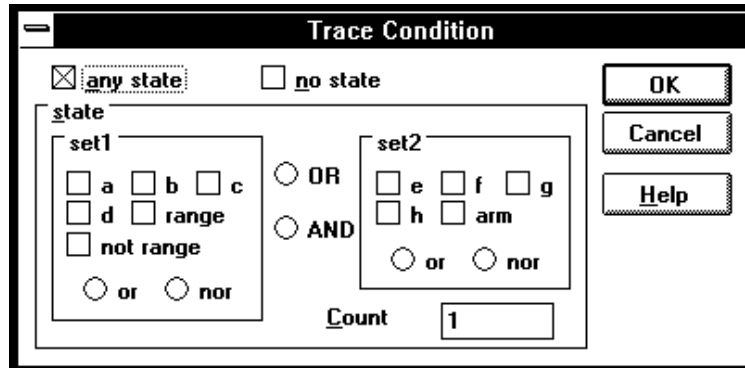 Trace Condition
any state
no state
OK
state
set1
set2
Cancel
a b c
OR
e f g
Help
d range
h arm
AND
not range
or nor
or nor
Count
1